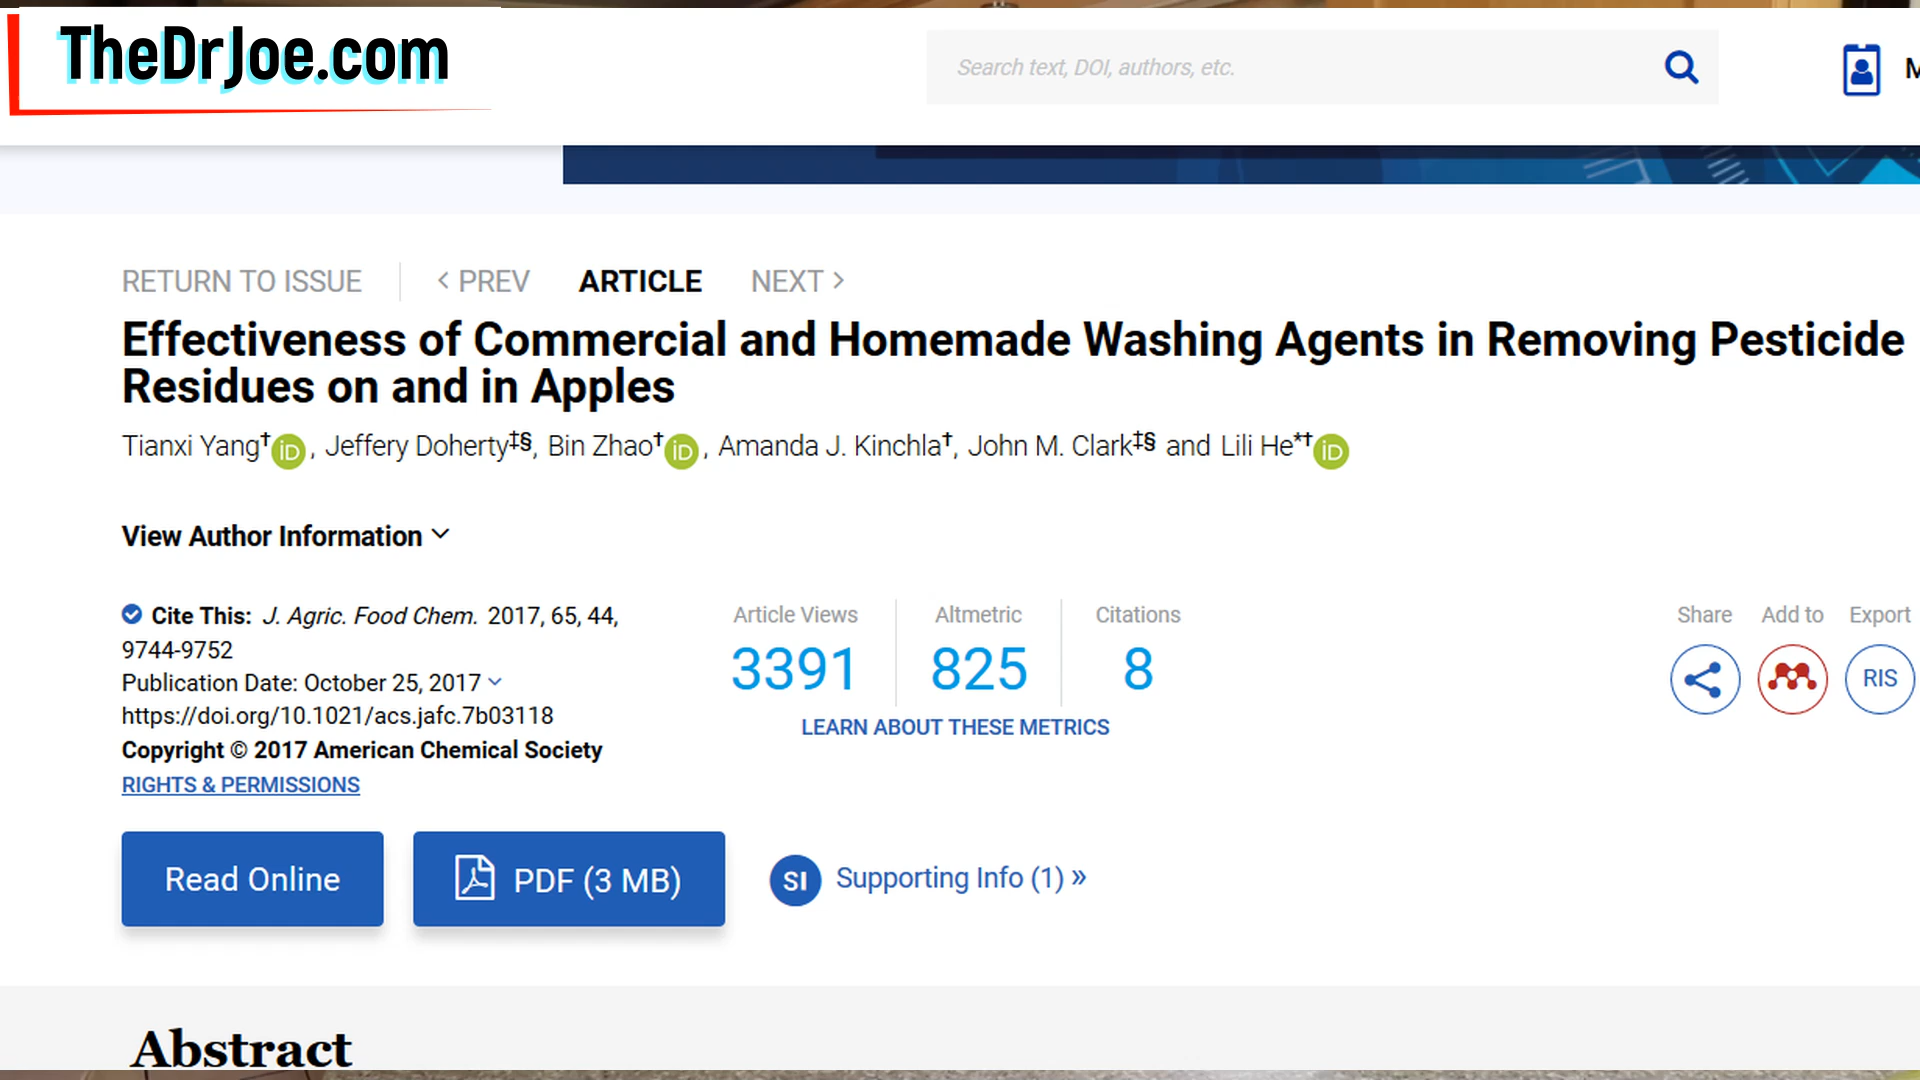 TheDrJoe.com
Search text, DOI, authors, etc.
M
RETURN TO ISSUE
< PREV
ARTICLE
NEXT >
Effectiveness of Commercial and Homemade Washing Agents in Removing Pesticide
Residues on and in Apples
Tianxi Yang†iD, Jeffery Doherty‡§, Bin Zhao†iD, Amanda J. Kinchla†, John M. Clark‡§ and Lili He*†iD
View Author Information
Cite This: J. Agric. Food Chem. 2017, 65, 44,
9744-9752
Publication Date: October 25, 2017
https://doi.org/10.1021/acs.jafc.7b03118
Copyright © 2017 American Chemical Society
RIGHTS & PERMISSIONS
Article Views
3391
Altmetric
825
Citations
8
LEARN ABOUT THESE METRICS
Share
Add to
Export
RIS
Read Online
PDF (3 MB)
SI
Supporting Info (1) »
Abstract